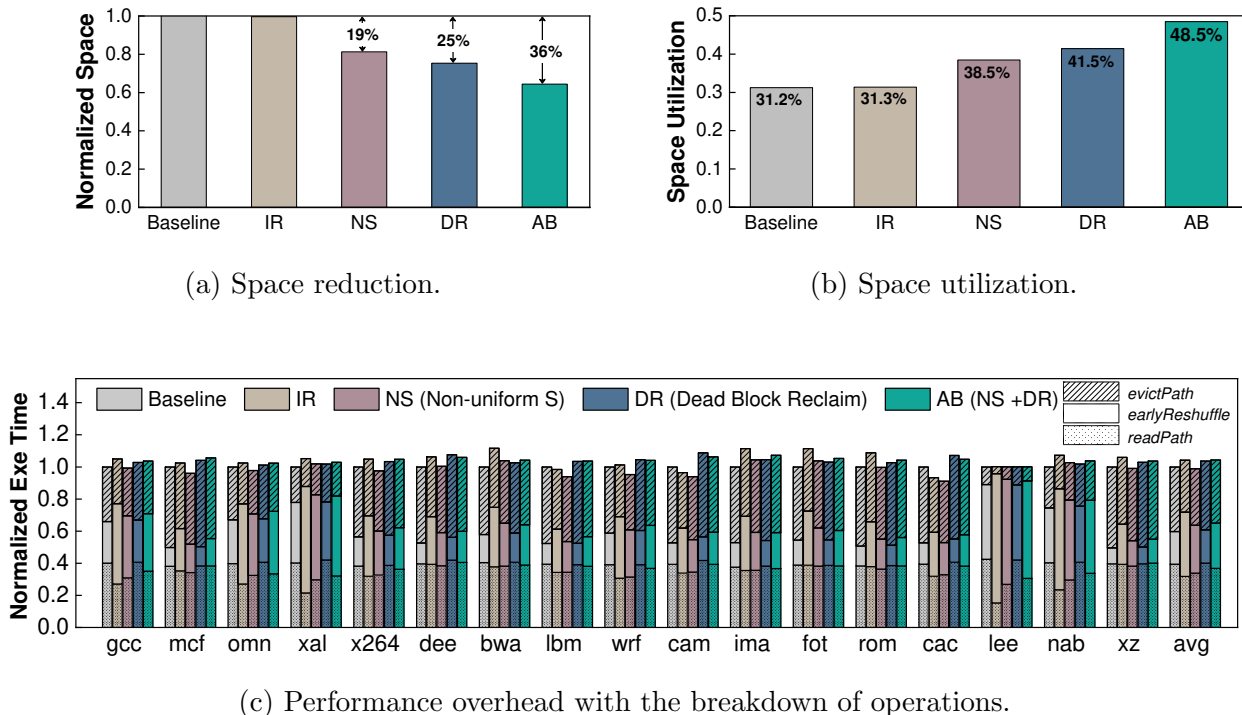 Normalized Space
1.0
0.8
0.6
0.4
0.2
0.0
19%
25%
36%
Baseline IR NS DR AB
(a) Space reduction.
Space Utilization
0.5
0.4
0.3
0.2
0.1
0.0
31.2%
31.3%
38.5%
41.5%
48.5%
Baseline IR NS DR AB
(b) Space utilization.
Normalized Exe Time
1.4
1.2
1.0
0.8
0.6
0.4
0.2
0.0
Baseline IR NS (Non-uniform S) DR (Dead Block Reclaim) AB (NS +DR)
evictPath
earlyReshuffle
readPath
gcc mcf omn xal x264 dee bwa lbm wrf cam ima fot rom cac lee nab xz avg
(c) Performance overhead with the breakdown of operations.